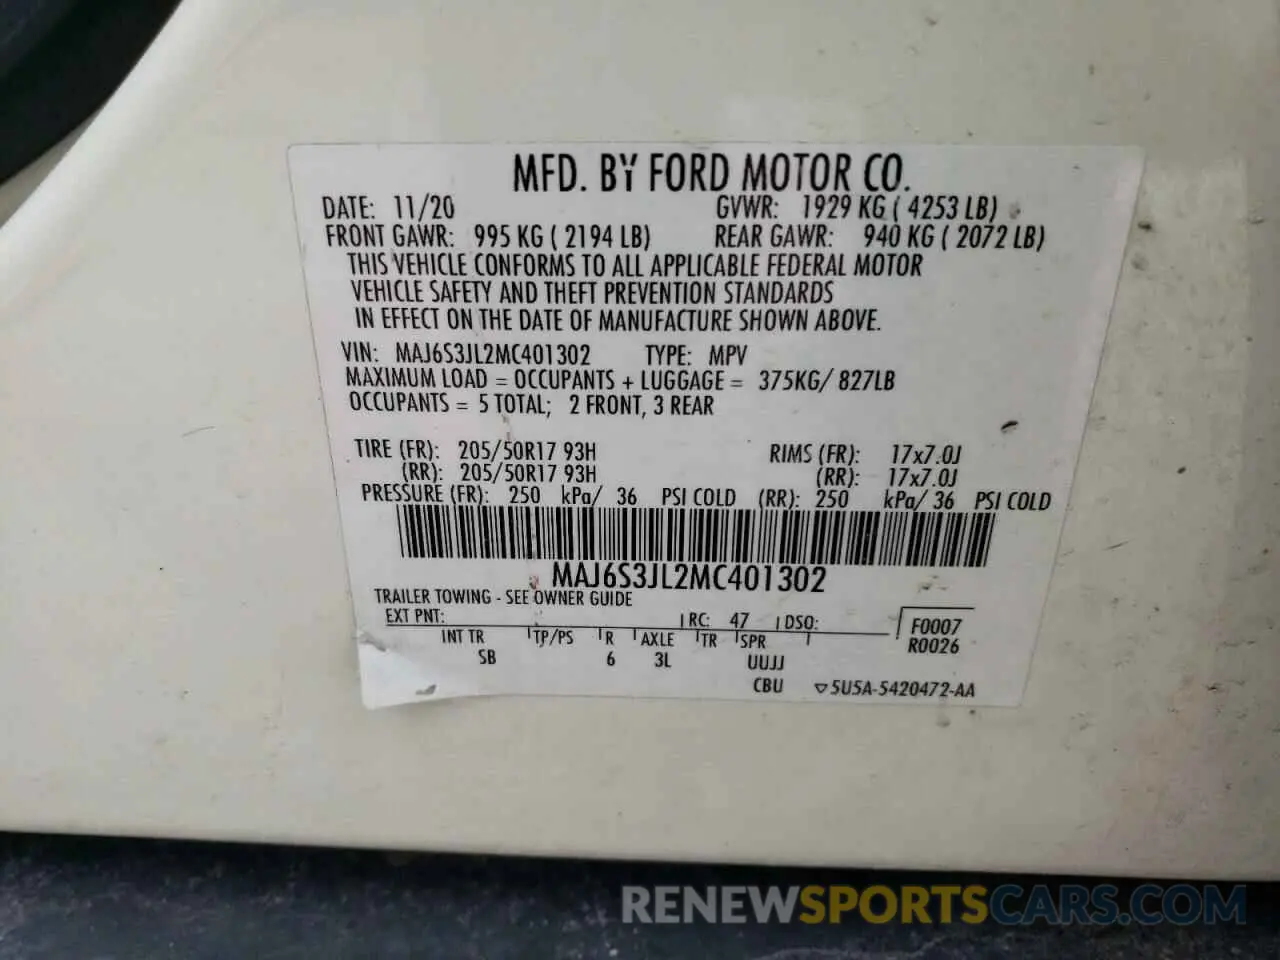 MFD. BY FORD MOTOR CO.
DATE: 11/20 GVWR: 1929 KG ( 4253 LB)
FRONT GAWR: 995 KG ( 2194 LB) REAR GAWR: 940 KG ( 2072 LB)
THIS VEHICLE CONFORMS TO ALL APPLICABLE FEDERAL MOTOR
VEHICLE SAFETY AND THEFT PREVENTION STANDARDS
IN EFFECT ON THE DATE OF MANUFACTURE SHOWN ABOVE.
VIN: MAJ6S3JL2MC401302 TYPE: MPV
MAXIMUM LOAD = OCCUPANTS + LUGGAGE = 375KG/ 827LB
OCCUPANTS = 5 TOTAL; 2 FRONT, 3 REAR
TIRE (FR): 205/50R17 93H RIMS (FR): 17x7.0J
(RR): 205/50R17 93H (RR): 17x7.0J
PRESSURE (FR): 250 kPa/ 36 PSI COLD (RR): 250 kPa/ 36 PSI COLD
MAJ6S3JL2MC401302
TRAILER TOWING - SEE OWNER GUIDE
EXT PNT: RC: 47 DSO:
INT TR TP/PS R AXLE TR SPR
F0007
R0026
SB 6 3L UUJJ
CBU ▽5U5A-5420472-AA
RENEWSPORTSCARS.COM